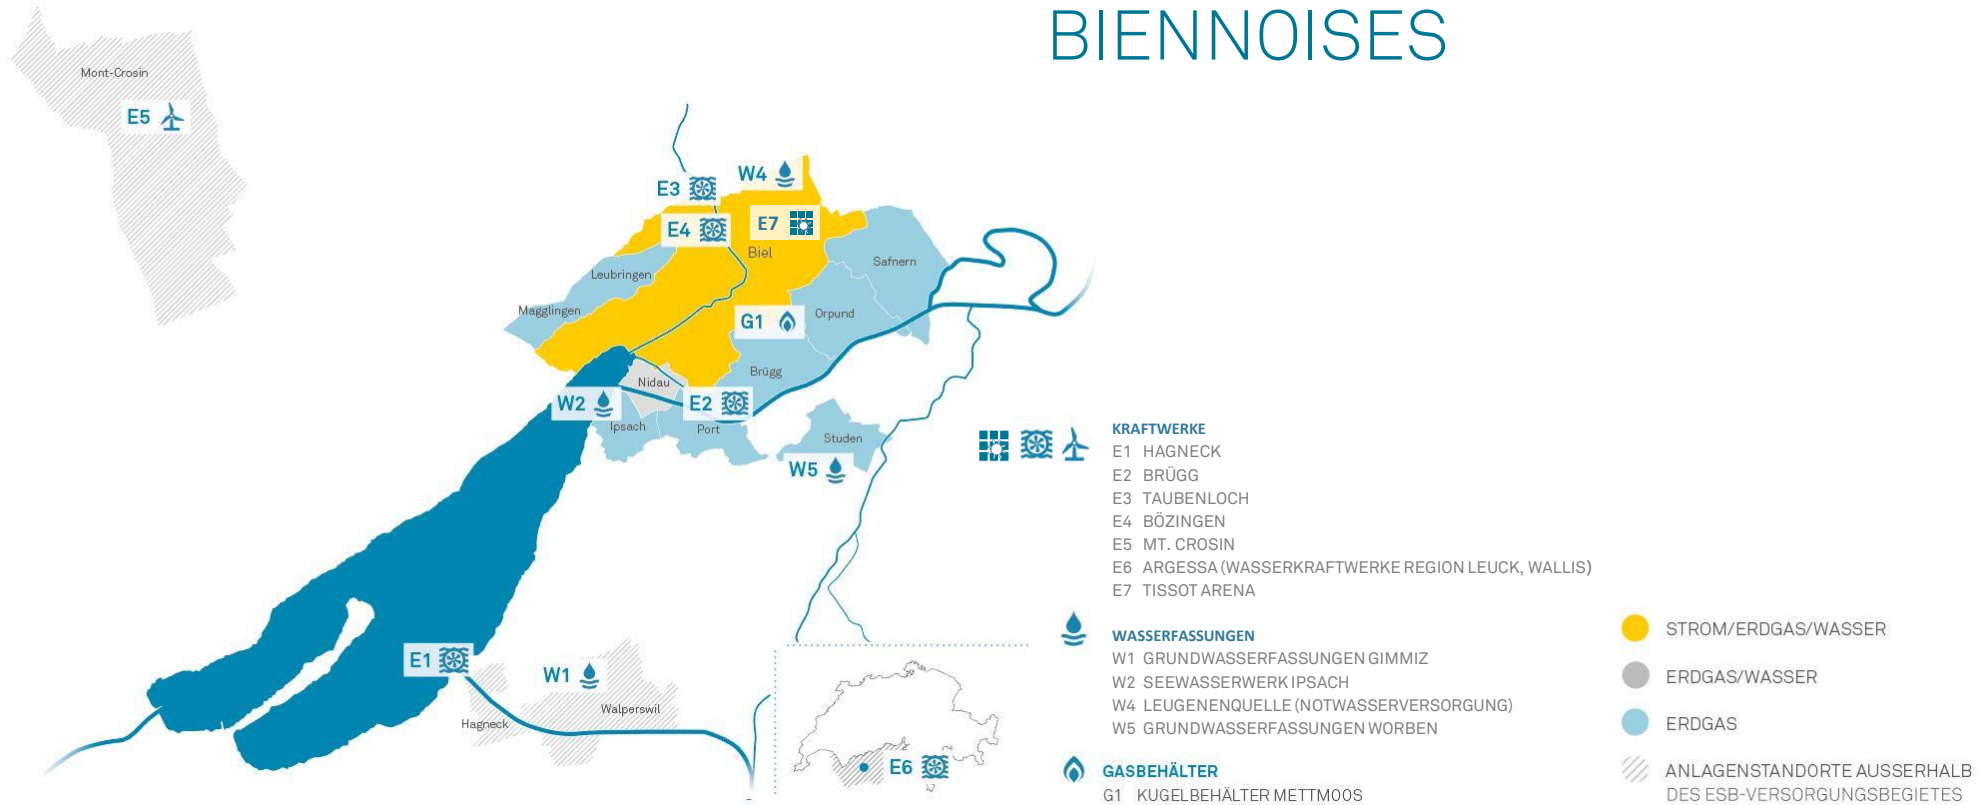 BIENNOISES
Mont-Crosin
E5
W4
E3
E7
E4
Biel
Safnern
Leubringen
Magglingen
Orpund
G1
Brügg
Nidau
W2
E2
Ipsach
Port
Studen
W5
E1
W1
Walperswil
Hagneck
E6
KRAFTWERKE
E1 HAGNECK
E2 BRÜGG
E3 TAUBENLOCH
E4 BÖZINGEN
E5 MT. CROSIN
E6 ARGESSA (WASSERKRAFTWERKE REGION LEUCK, WALLIS)
E7 TISSOT ARENA
WASSERFASSUNGEN
W1 GRUNDWASSERFASSUNGEN GIMMIZ
W2 SEEWASSERWERK IPSACH
W4 LEUGENENQUELLE (NOTWASSERVERSORGUNG)
W5 GRUNDWASSERFASSUNGEN WORBEN
GASBEHÄLTER
G1 KUGELBEHÄLTER METTMOOS
STROM/ERDGAS/WASSER
ERDGAS/WASSER
ERDGAS
ANLAGENSTANDORTE AUSSERHALB
DES ESB-VERSORGUNGSBEGIETES